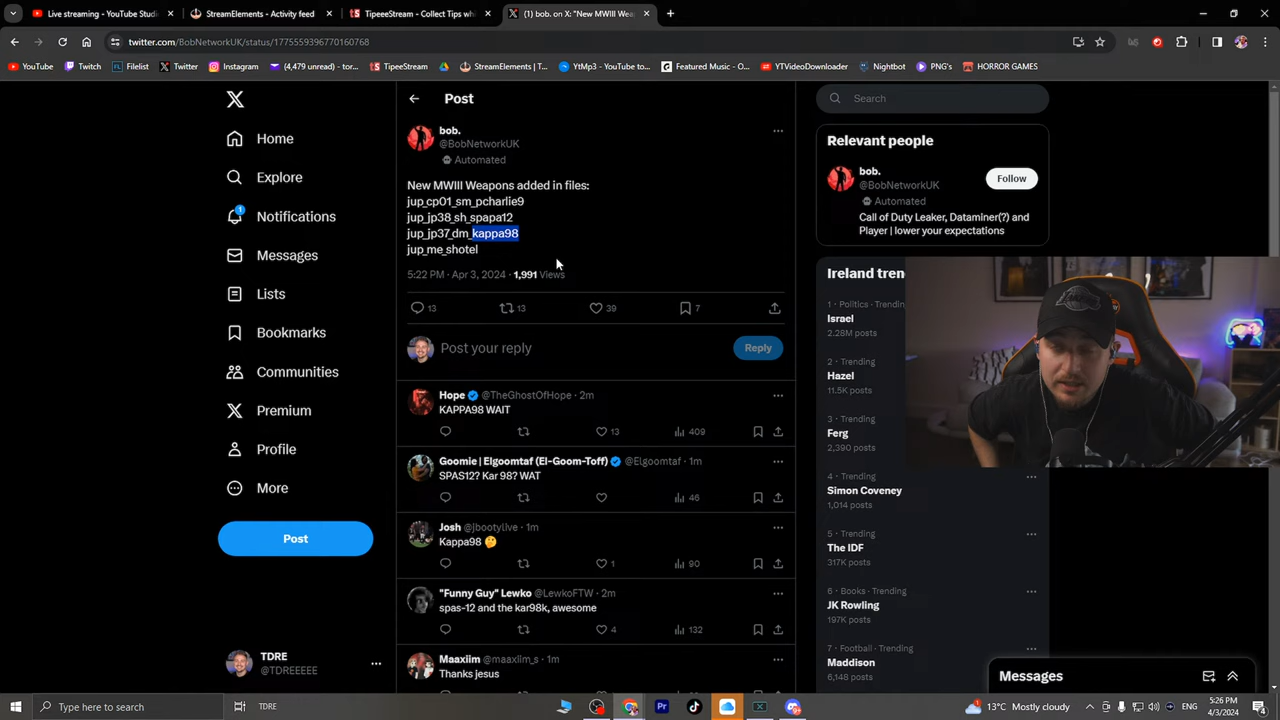 Live streaming - YouTube Studi
StreamElements - Activity feed
TipeeeStream - Collect Tips wh
(1) bob. on X: "New MWIII Wea
twitter.com/BobNetworkUK/status/1775559396770160768
YouTube
Twitch
Filelist
Twitter
Instagram
(4,479 unread) - tor...
TipeeStream
StreamElements | T...
YtMp3 - YouTube to...
Featured Music - O...
YTVideoDownloader
Nightbot
PNG's
HORROR GAMES
Home
Explore
1
Notifications
Messages
Lists
Bookmarks
Communities
Premium
Profile
More
Post
TDRE
@TDREEEEE
Post
bob.
@BobNetworkUK
Automated
New MWIII Weapons added in files:
jup_cp01_sm_pcharlie9
jup_jp38_sh_spapa12
jup_jp37_dm_kappa98
jup_me_shotel
5:22 PM · Apr 3, 2024 · 1,991 Views
13 13 39 7
Post your reply
Reply
Hope @TheGhostOfHope · 2m
KAPPA98 WAIT
13 409
Goomie | Elgoomtaf (El-Goom-Toff) @Elgoomtaf · 1m
SPAS12? Kar 98? WAT
46
Josh @jbootylive · 1m
Kappa98 🤔
1 90
"Funny Guy" Lewko @LewkoFTW · 2m
spas-12 and the kar98k, awesome
4 132
Maaxiim @maaxiim_s · 1m
Thanks jesus
Search
Relevant people
bob.
@BobNetworkUK
Automated
Follow
Call of Duty Leaker, Dataminer(?) and
Player | lower your expectations
Ireland tren
1 · Politics · Trendin
Israel
2.28M posts
2 · Trending
Hazel
11.5K posts
3 · Trending
Ferg
2,390 posts
4 · Trending
Simon Coveney
1,014 posts
5 · Trending
The IDF
317K posts
6 · Books · Trending
JK Rowling
197K posts
7 · Football · Trending
Maddison
6,148 posts
Messages
Type here to search
TDRE
Pr
13°C Mostly cloudy
ENG
5:26 PM
4/3/2024